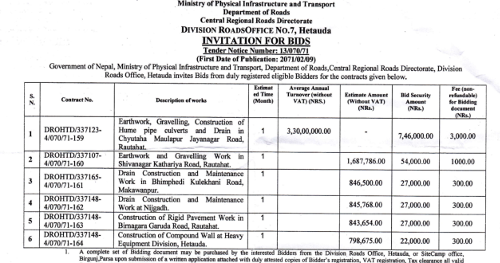 Ministry of Physical Infrastructure and Transport
Department of Roads
Central Regional Roads Directorate
DIVISION ROADSOFFICE NO.7, Hetauda
INVITATION FOR BIDS
Tender Notice Number: 13/070/71
(First Date of Publication: 2071/02/09)
Government of Nepal, Ministry of Physical Infrastructure and Transport, Department of Roads,Central Regional Roads Directorate, Division
Roads Office, Hetauda invites Bids from duly registered eligible Bidders for the contracts given below.
S. N. Contract No. Description of works Estimat ed Time (Month) Average Annual Turnover (without VAT) (NRS.) Estimate Amount (Without VAT) (NRs.) Bid Security Amount (NRs.) Fee (non-refundable) for Bidding document (NRs.)
1 DROHTD/337123-4/070/71-159 Earthwork, Gravelling, Construction of Hume pipe culverts and Drain in Chyutaha Maulapur Jayanagar Road, Rautahat. 1 3,30,00,000.00 - 7,46,000.00 3,000.00
2 DROHTD/337107-4/070/71-160 Earthwork and Gravelling Work in Shivanagar Kathariya Road, Rautahat. 1 1,687,786.00 54,000.00 1000.00
3 DROHTD/337165-4/070/71-161 Drain Construction and Maintenance Work in Bhimphedi Kulekhani Road, Makawanpur. 1 846,500.00 27,000.00 300.00
4 DROHTD/337148-4/070/71-162 Drain Construction and Maintenance Work at Nijgadh. 1 845,768.00 27,000.00 300.00
5 DROHTD/337148-4/070/71-163 Construction of Rigid Pavement Work in Birnagara Garuda Road, Rautahat. 1 843,654.00 27,000.00 300.00
6 DROHTD/337148-4/070/71-164 Construction of Compound Wall at Heavy Equipment Division, Hetauda. 1 798,675.00 22,000.00 300.00
1. A complete set of Bidding document may be purchased by the interested Bidders from the Division Roads Office, Hetauda, or SiteCamp office,
Birgunj,Parsa upon submission of a written application attached with duly attested copies of Bidder's registration, VAT registration, Tax clearance valid